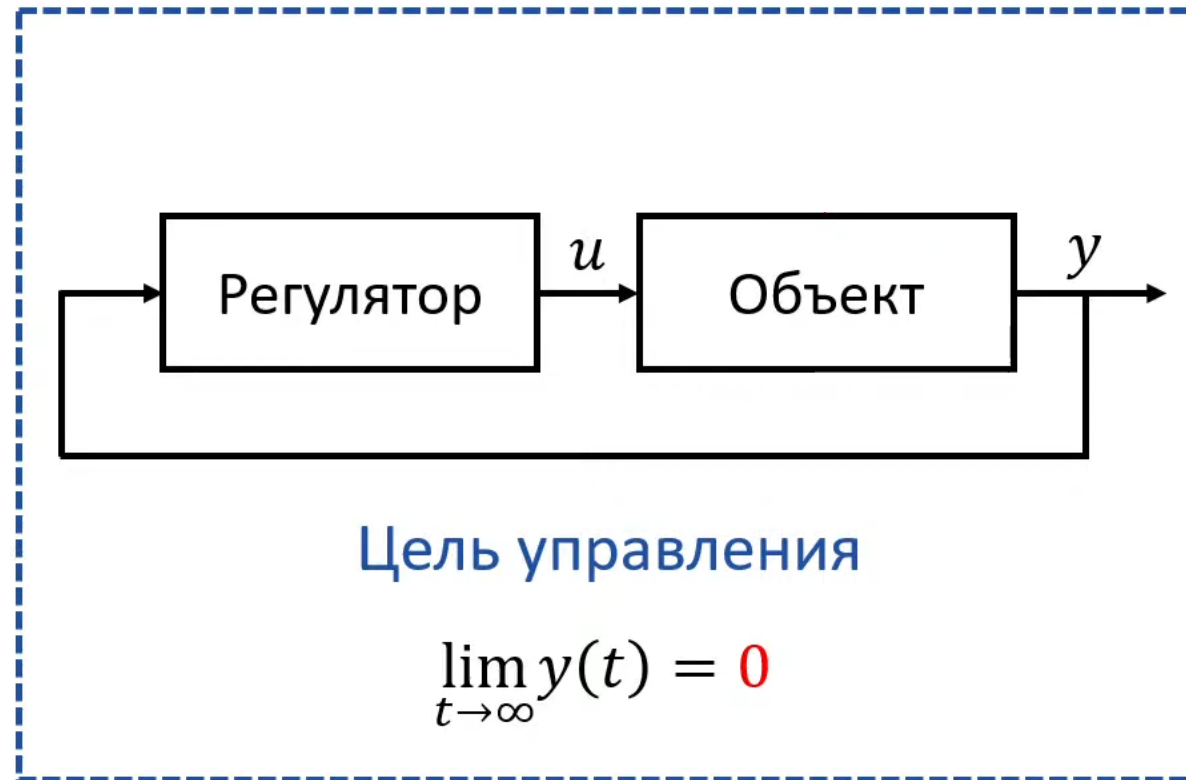 Регулятор
u
Объект
y
Цель управления
lim y(t) = 0
t→∞